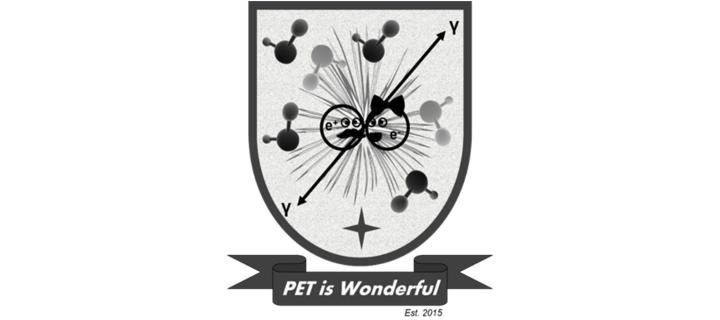 γ
e⁺
e⁻
γ
PET is Wonderful
Est. 2015